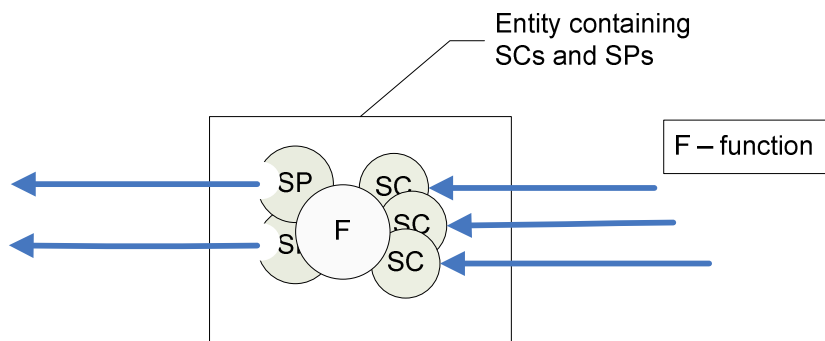 Entity containing
SCs and SPs
F – function
SP
SC
SC
F
SC